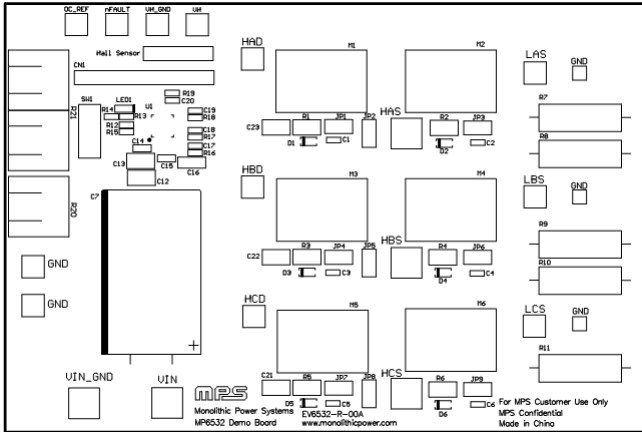 OC_REF nFAULT VM_GND VM
Hall Sensor
CN1
HAD
M1
M2
LAS
GND
R21
SW1
LED1
R14
R13
R12
R15
U1
R19
C20
C19
R18
C18
R17
C17
R16
C14
C13
C15
C16
C12
C23
R1
JP1
JP2
D1
C1
HAS
R2
JP3
D2
C2
R7
R8
R20
C7
HBD
M3
M4
LBS
GND
C22
R3
JP4
JP5
D3
C3
HBS
R4
JP6
D4
C4
R9
R10
GND
GND
HCD
M5
M6
LCS
GND
C21
R5
JP7
JP8
D5
C5
HCS
R6
JP9
D6
C6
R11
+
VIN_GND
VIN
MPS
Monolithic Power Systems
MP6532 Demo Board
EV6532-R-00A
www.monolithicpower.com
For MPS Customer Use Only
MPS Confidential
Made in China